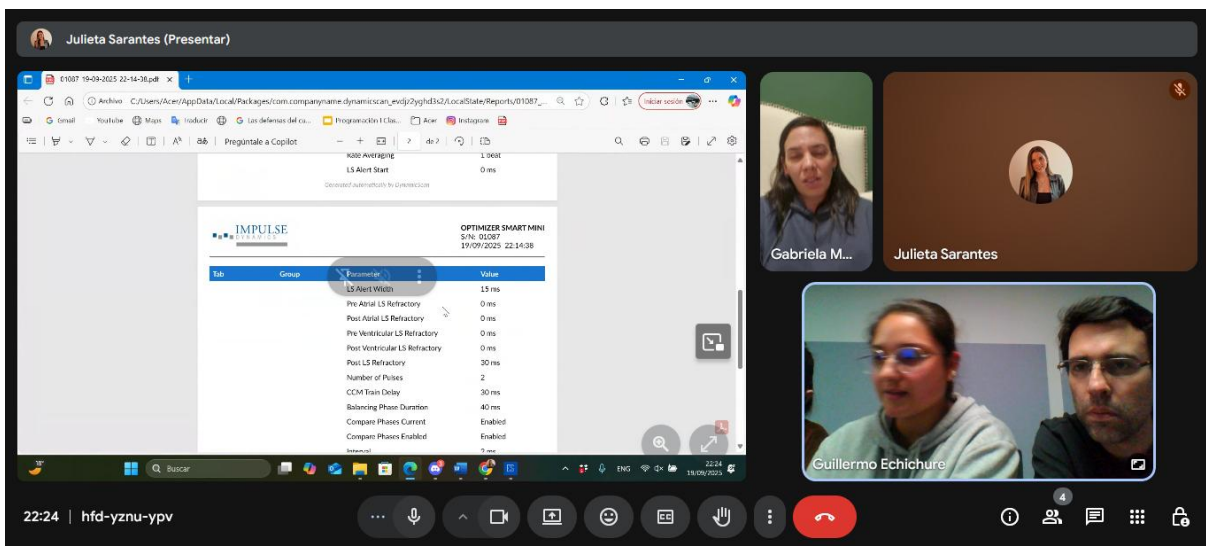 Julieta Sarantes (Presentar)
01087 19-09-2025 22-14-38.pdf
Archivo C:/Users/Acer/AppData/Local/Packages/com.companyname.dynamicscan_evdjz2yghd3s2/LocalState/Reports/01087_...
Iniciar sesión
Gmail YouTube Maps Traducir Las defensas del cu... Programación I Clas... Acer Instagram
Pregúntale a Copilot
2 de 2
Rate Averaging 1 beat
LS Alert Start 0 ms
Generated automatically by Dynamicscan
IMPULSE
DYNAMICS
OPTIMIZER SMART MINI
S/N: 01087
19/09/2025 22:14:38
Tab Group Parameter Value
LS Alert Width 15 ms
Pre Atrial LS Refractory 0 ms
Post Atrial LS Refractory 0 ms
Pre Ventricular LS Refractory 0 ms
Post Ventricular LS Refractory 0 ms
Post LS Refractory 30 ms
Number of Pulses 2
CCM Train Delay 30 ms
Balancing Phase Duration 40 ms
Compare Phases Current Enabled
Compare Phases Enabled Enabled
Interval 2 ms
Buscar
ENG
22:24
19/09/2025
Gabriela M...
Julieta Sarantes
Guillermo Echichure
22:24 | hfd-yznu-ypv
4